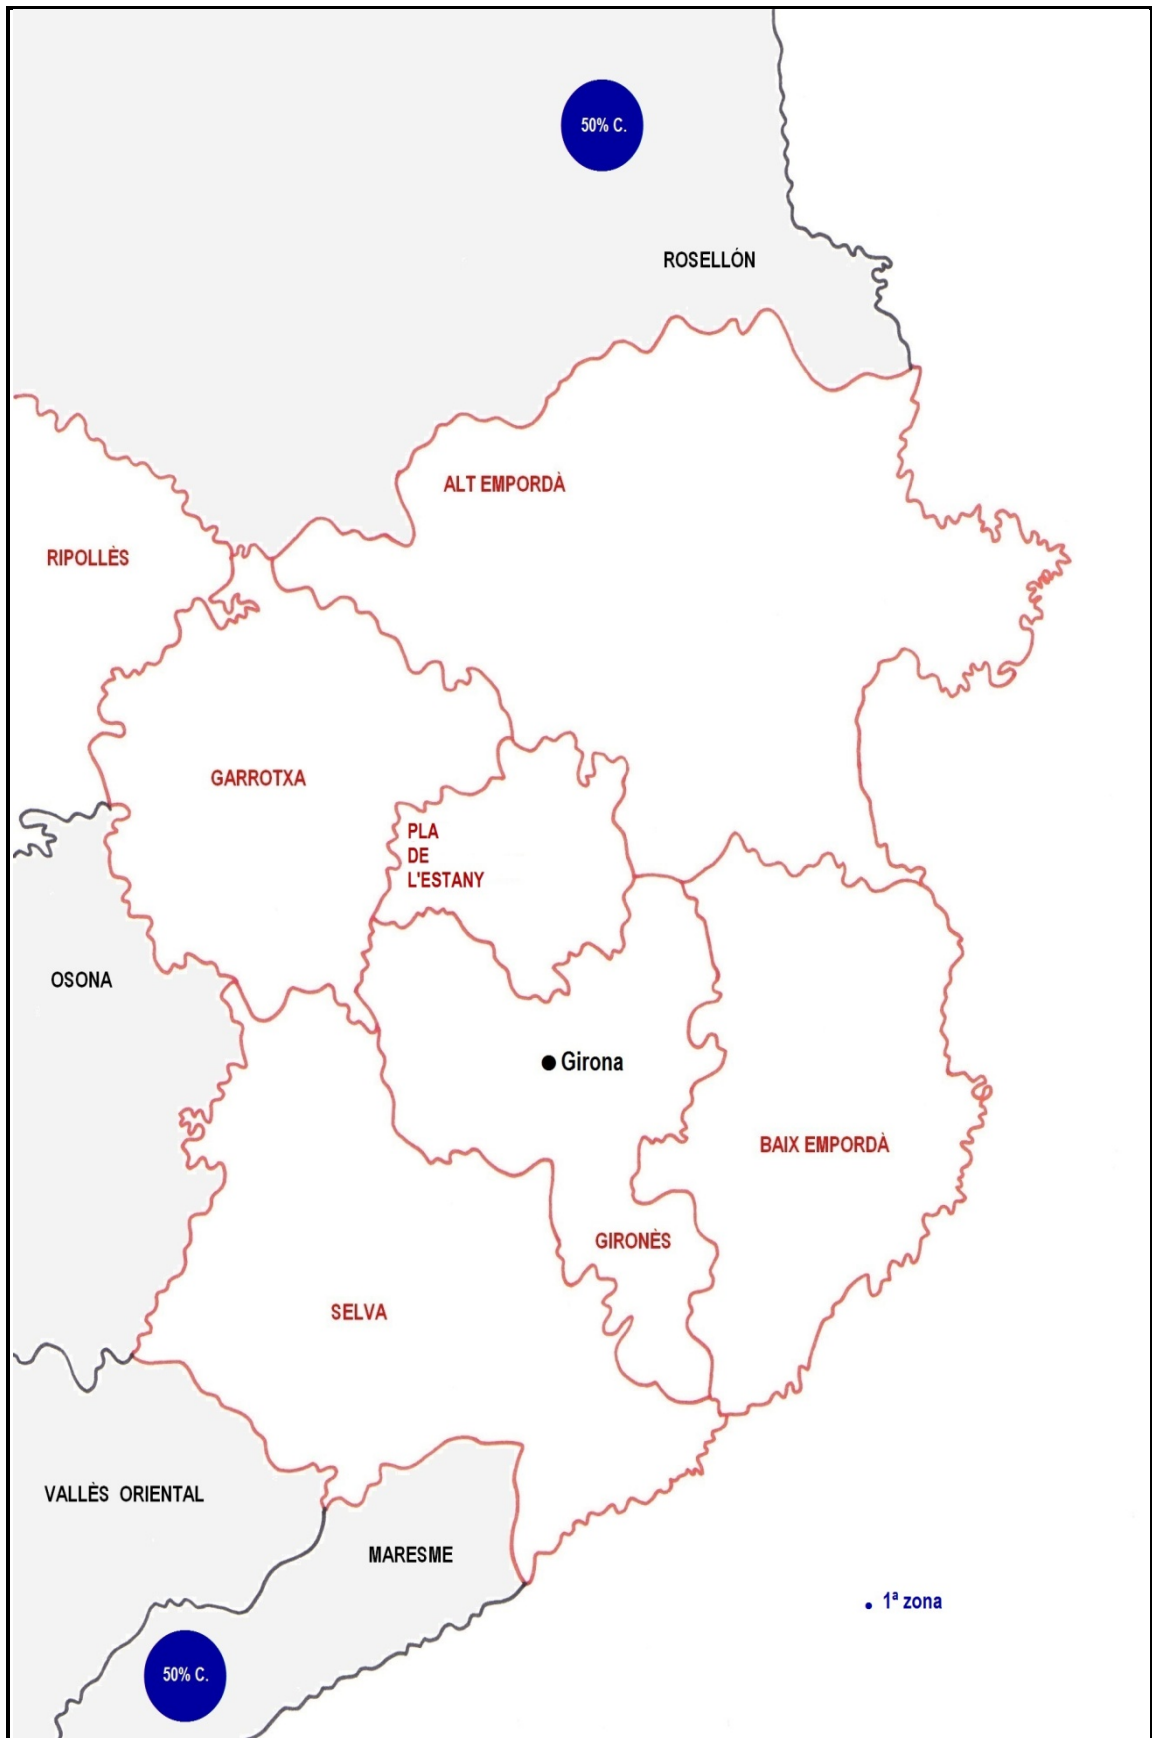 50% C.
ROSELLÓN
ALT EMPORDÀ
RIPOLLÈS
GARROTXA
PLA
DE
L'ESTANY
OSONA
Girona
BAIX EMPORDÀ
GIRONÈS
SELVA
VALLÈS ORIENTAL
MARESME
1ª zona
50% C.